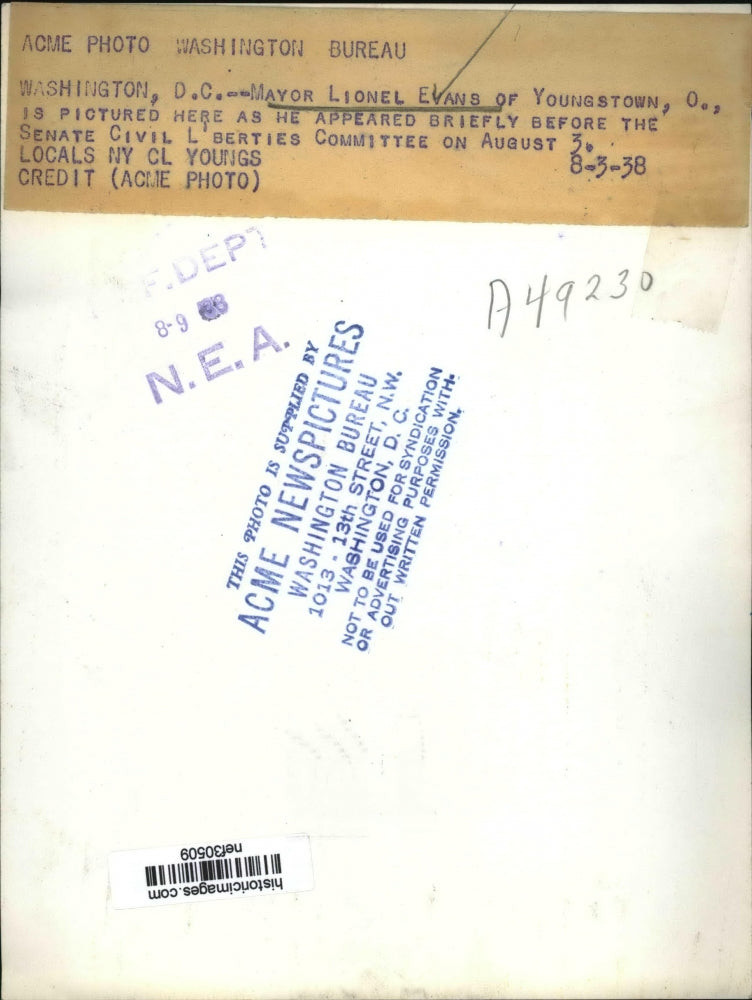 ACME PHOTO WASHINGTON BUREAU
WASHINGTON, D.C.--MAYOR LIONEL EVANS OF YOUNGSTOWN, O.,
IS PICTURED HERE AS HE APPEARED BRIEFLY BEFORE THE
SENATE CIVIL L'BERTIES COMMITTEE ON AUGUST 3.
LOCALS NY CL YOUNGS 8-3-38
CREDIT (ACME PHOTO)
F. DEPT
8-9 38
N.E.A.
A49230
THIS PHOTO IS SUPPLIED BY
ACME NEWSPICTURES
WASHINGTON BUREAU
1013 - 13th STREET, N.W.
WASHINGTON, D. C.
NOT TO BE USED FOR SYNDICATION
OR ADVERTISING PURPOSES WITH-
OUT WRITTEN PERMISSION.
historicimages.com
nef30509